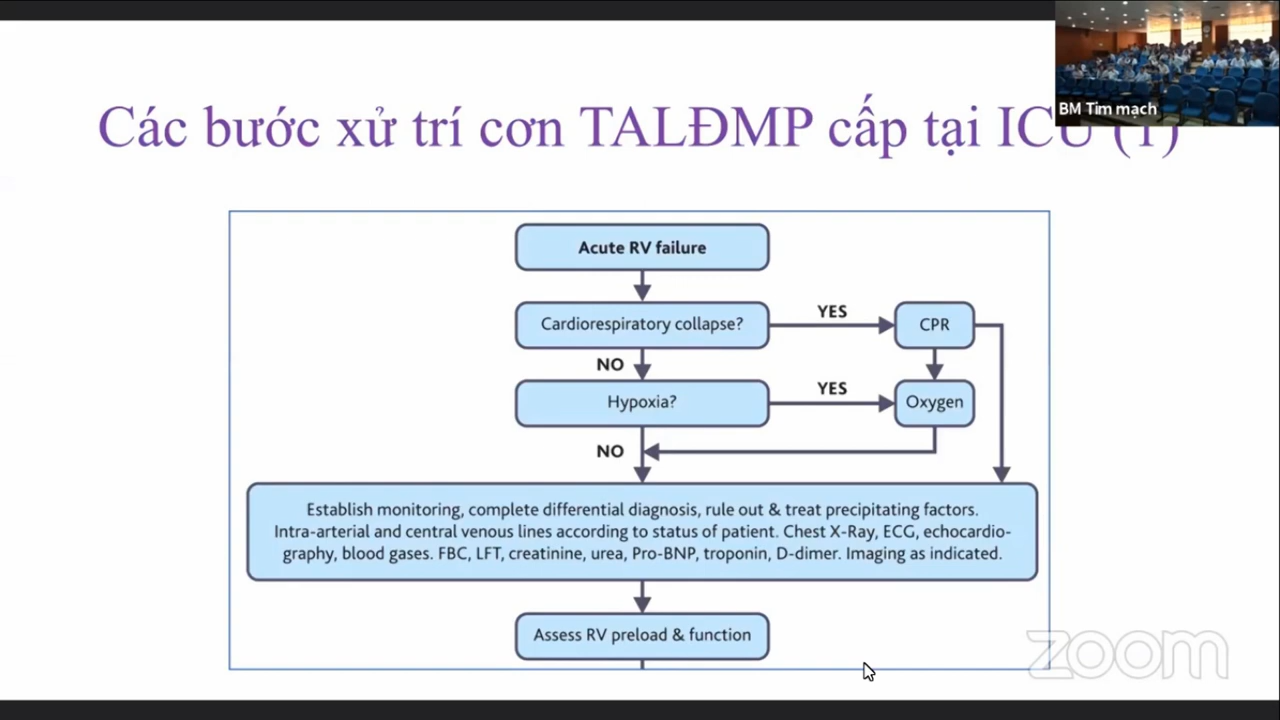 BM Tim mạch
Các bước xử trí cơn TALĐMP cấp tại ICU (1)
Acute RV failure
Cardiorespiratory collapse?
YES
CPR
NO
Hypoxia?
YES
Oxygen
NO
Establish monitoring, complete differential diagnosis, rule out & treat precipitating factors.
Intra-arterial and central venous lines according to status of patient. Chest X-Ray, ECG, echocardio-
graphy, blood gases. FBC, LFT, creatinine, urea, Pro-BNP, troponin, D-dimer. Imaging as indicated.
Assess RV preload & function
zoom